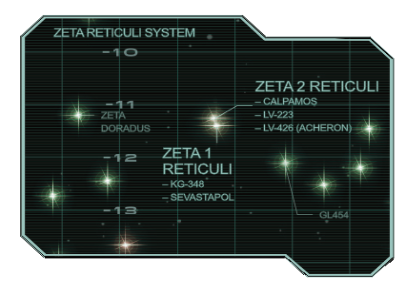 ZETA RETICULI SYSTEM
-10
ZETA 2 RETICULI
– CALPAMOS
– LV-223
– LV-426 (ACHERON)
-11
ZETA
DORADUS
-12
ZETA 1
RETICULI
– KG-348
– SEVASTAPOL
-13
GL454